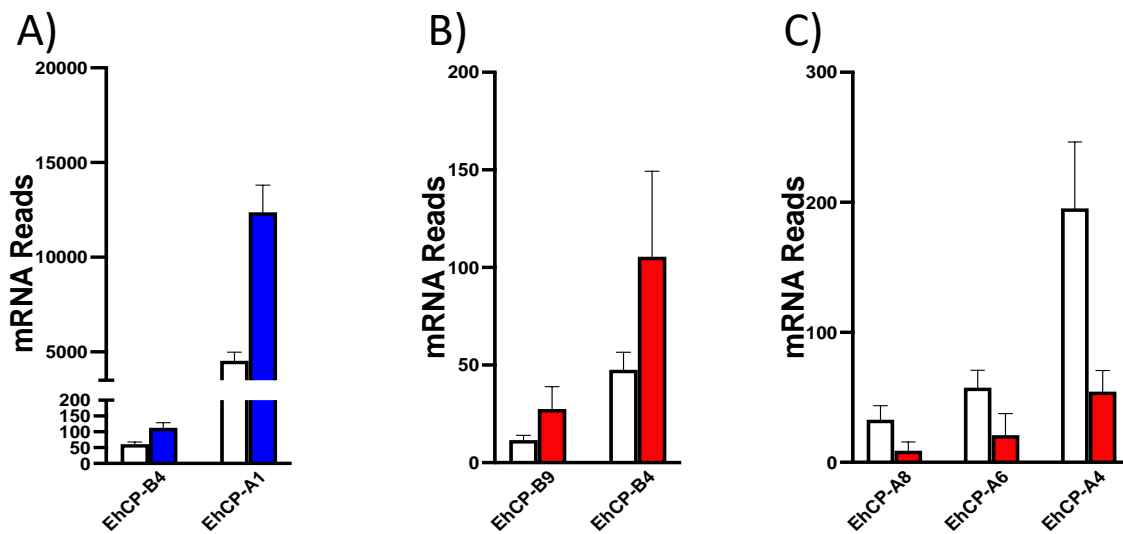 A)
mRNA Reads
20000
15000
10000
5000
200
150
100
50
0
EhCP-B4
EhCP-A1
B)
mRNA Reads
200
150
100
50
0
EhCP-B9
EhCP-B4
C)
mRNA Reads
300
200
100
0
EhCP-A8
EhCP-A6
EhCP-A4